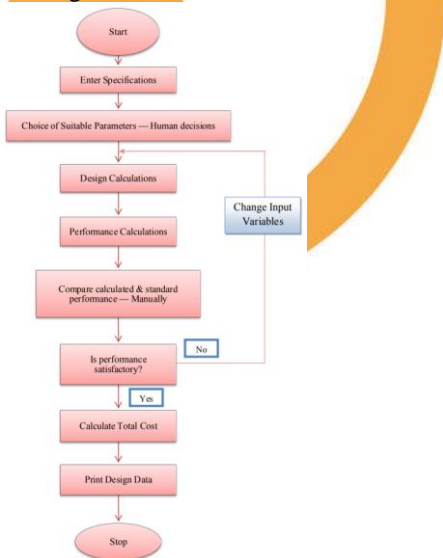 Start
Enter Specifications
Choice of Suitable Parameters — Human decisions
Design Calculations
Change Input
Variables
Performance Calculations
Compare calculated & standard
performance — Manually
No
Is performance
satisfactory?
Yes
Calculate Total Cost
Print Design Data
Stop